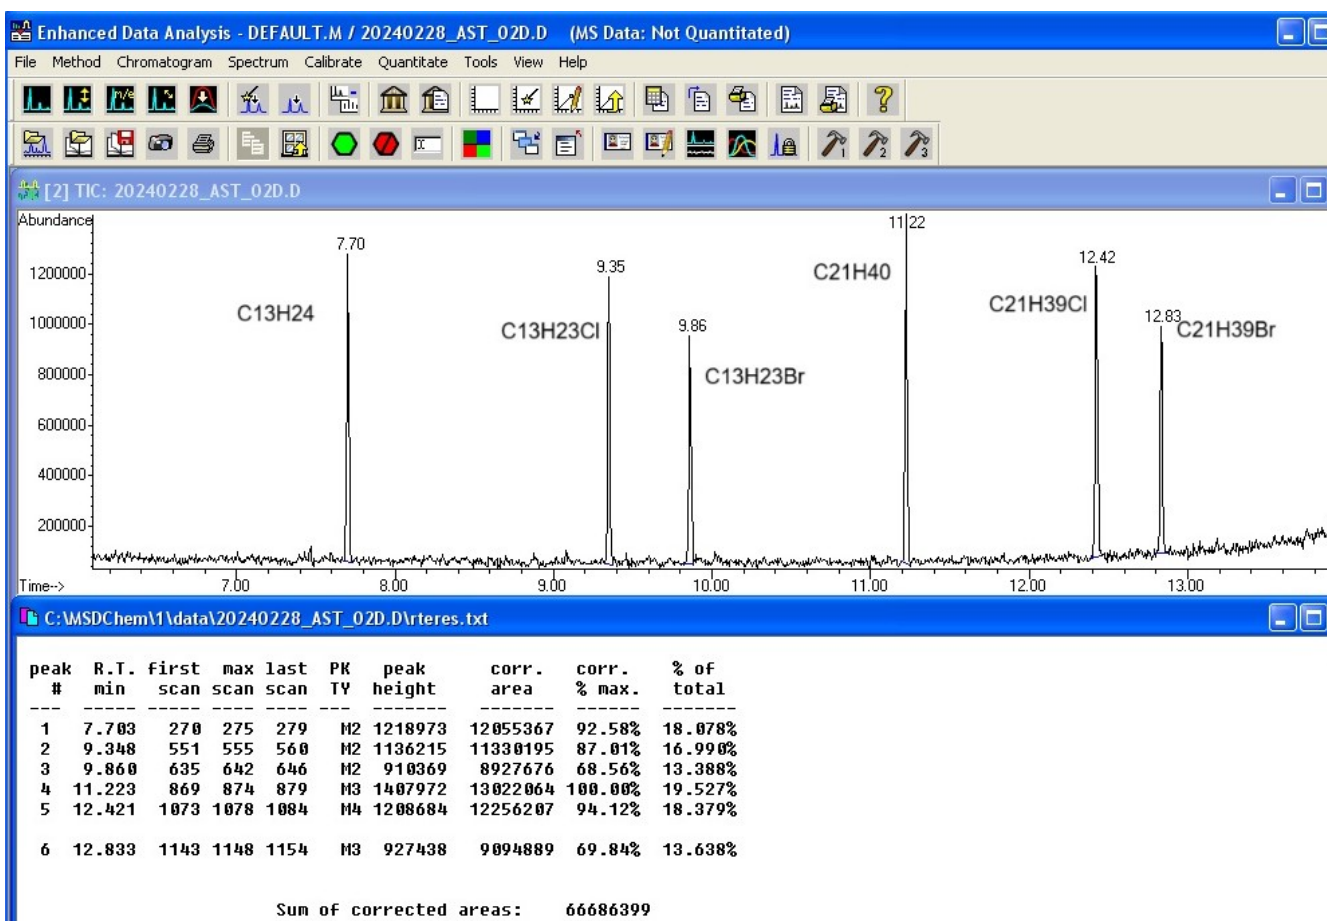 Enhanced Data Analysis - DEFAULT.M / 20240228_AST_02D.D (MS Data: Not Quantitated)
File Method Chromatogram Spectrum Calibrate Quantitate Tools View Help
[2] TIC: 20240228_AST_02D.D
Abundance
1200000
1000000
800000
600000
400000
200000
7.70
9.35
9.86
11.22
12.42
12.83
C13H24
C13H23Cl
C13H23Br
C21H40
C21H39Cl
C21H39Br
Time--> 7.00 8.00 9.00 10.00 11.00 12.00 13.00
C:\MSDChem\1\data\20240228_AST_02D.D\rteres.txt
peak R.T. first max last PK peak corr. corr. % of
# min scan scan scan TY height area % max. total
--- ----- ----- ---- ---- --- ------- ------- ------ -------
1 7.703 270 275 279 M2 1218973 12055367 92.58% 18.078%
2 9.348 551 555 560 M2 1136215 11330195 87.01% 16.990%
3 9.860 635 642 646 M2 910369 8927676 68.56% 13.388%
4 11.223 869 874 879 M3 1407972 13022064 100.00% 19.527%
5 12.421 1073 1078 1084 M4 1208684 12256207 94.12% 18.379%
6 12.833 1143 1148 1154 M3 927438 9094889 69.84% 13.638%
Sum of corrected areas: 66686399